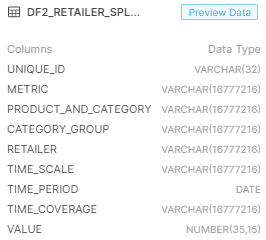 DF2_RETAILER_SPL... Preview Data
Columns Data Type
UNIQUE_ID VARCHAR(32)
METRIC VARCHAR(16777216)
PRODUCT_AND_CATEGORY VARCHAR(16777216)
CATEGORY_GROUP VARCHAR(16777216)
RETAILER VARCHAR(16777216)
TIME_SCALE VARCHAR(16777216)
TIME_PERIOD DATE
TIME_COVERAGE VARCHAR(16777216)
VALUE NUMBER(35,15)